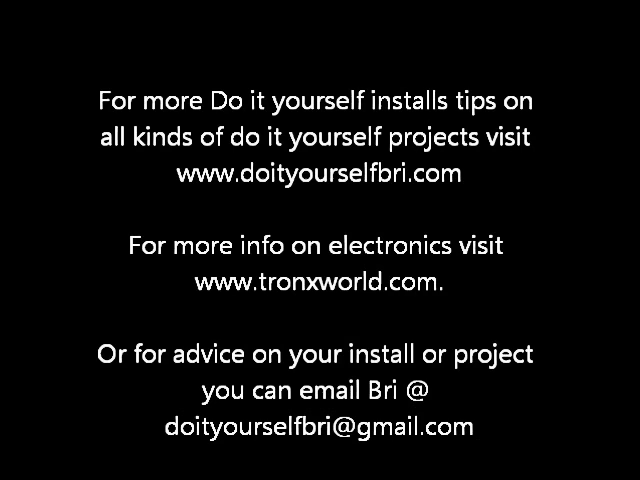 For more Do it yourself installs tips on
all kinds of do it yourself projects visit
www.doityourselfbri.com
For more info on electronics visit
www.tronxworld.com.
Or for advice on your install or project
you can email Bri @
doityourselfbri@gmail.com